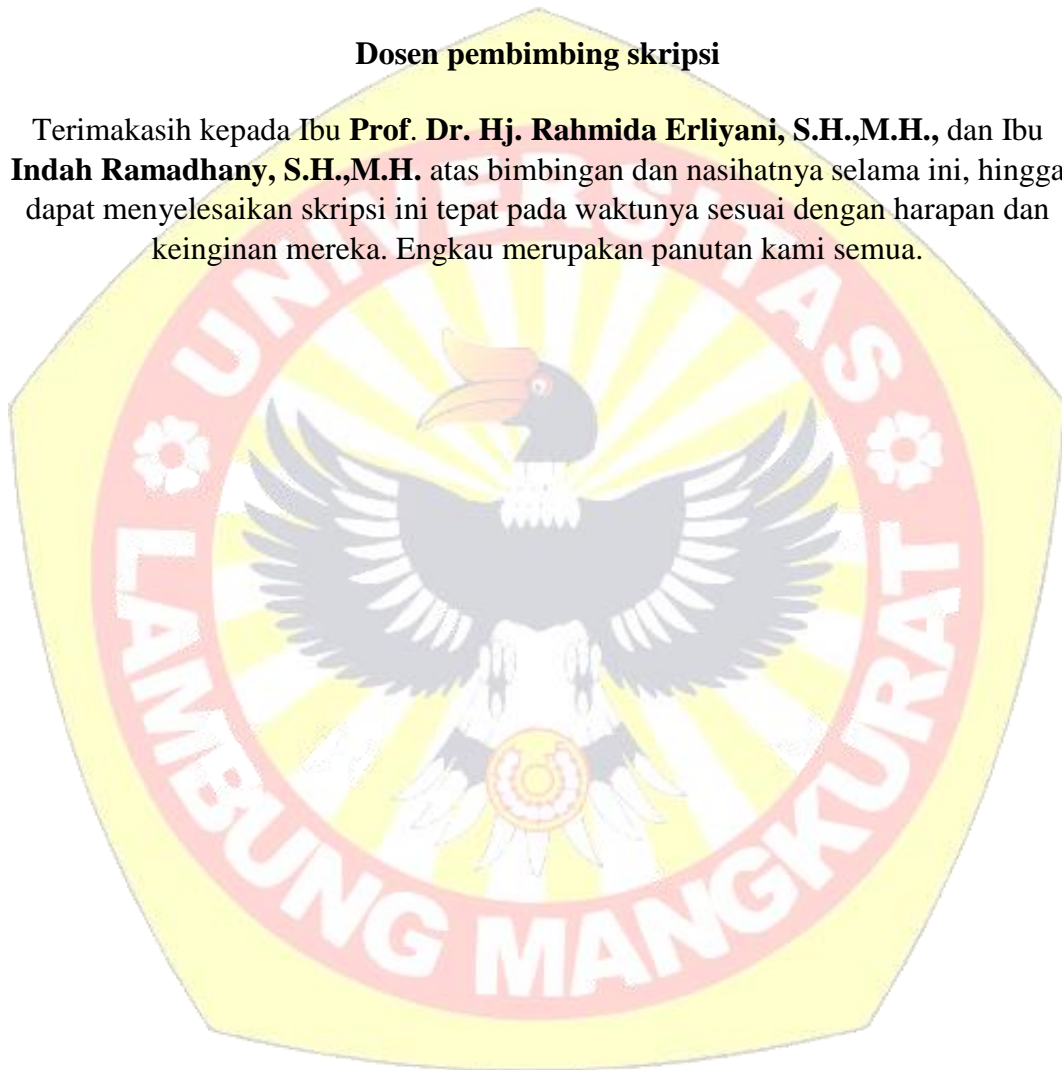 Dosen pembimbing skripsi
Terimakasih kepada Ibu Prof. Dr. Hj. Rahmida Erliyani, S.H.,M.H., dan Ibu
Indah Ramadhany, S.H.,M.H. atas bimbingan dan nasihatnya selama ini, hingga
dapat menyelesaikan skripsi ini tepat pada waktunya sesuai dengan harapan dan
keinginan mereka. Engkau merupakan panutan kami semua.
UNIVERSITAS
LAMBUNG MANGKURAT